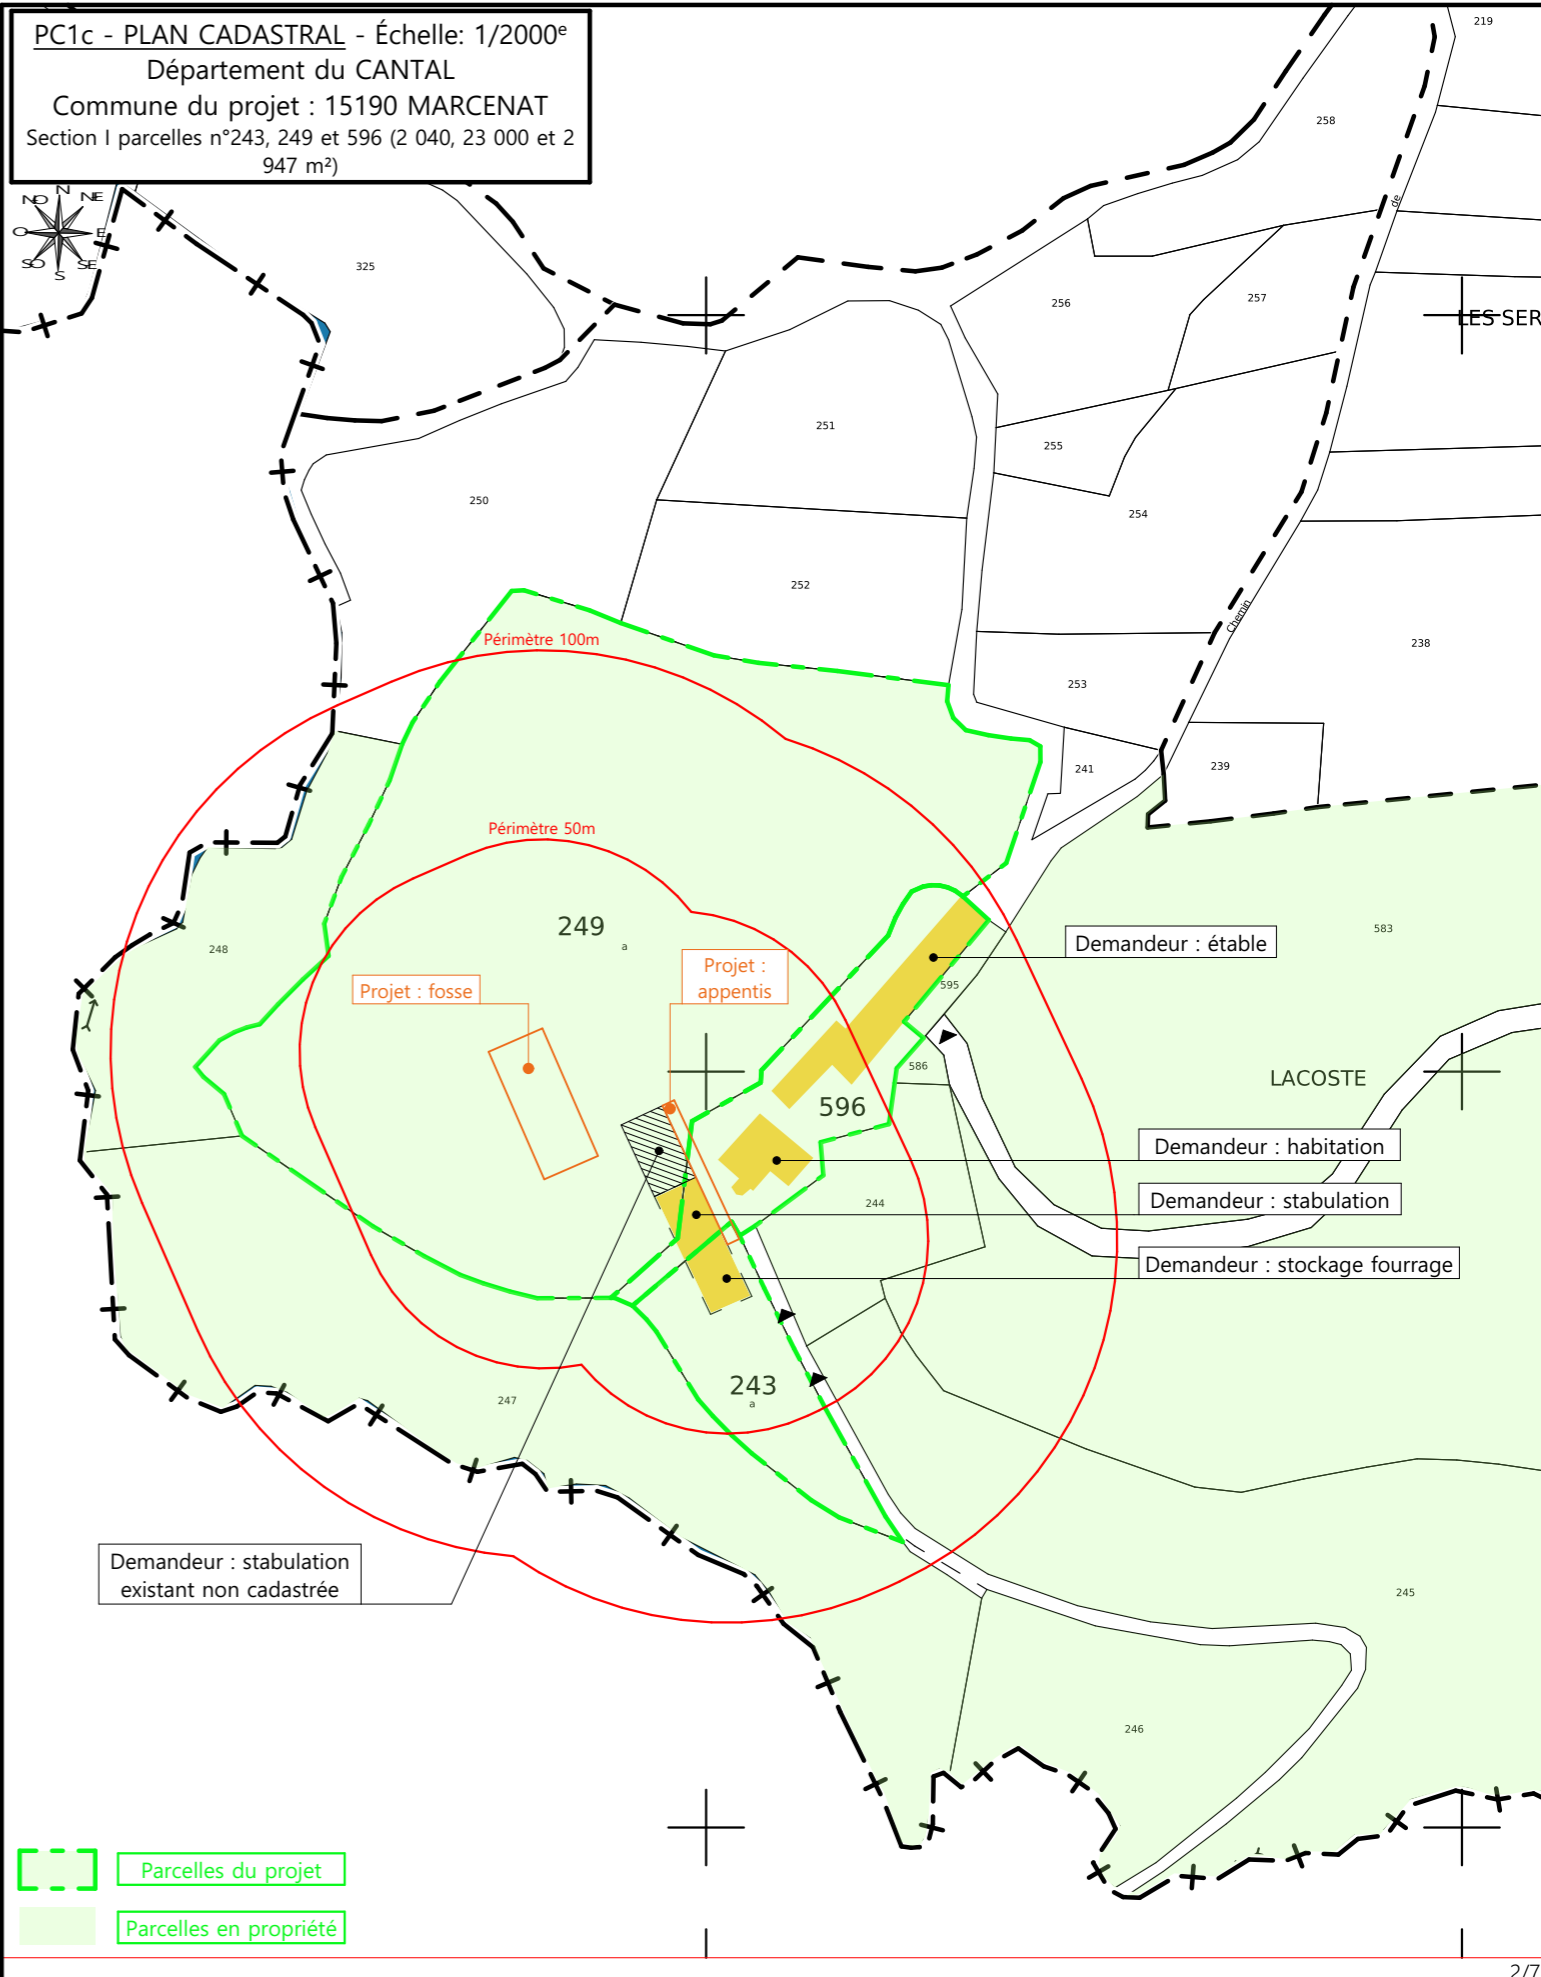 PC1c - PLAN CADASTRAL - Échelle: 1/2000ᵉ
Département du CANTAL
Commune du projet : 15190 MARCENAT
Section I parcelles n°243, 249 et 596 (2 040, 23 000 et 2
947 m²)
N
NO
NE
O
E
SO
SE
S
219
258
de
325
256
257
LES SER
251
255
250
254
252
Chemin
Périmètre 100m
238
253
241
239
Périmètre 50m
249
a
248
583
Demandeur : étable
Projet :
appentis
Projet : fosse
595
586
LACOSTE
596
Demandeur : habitation
244
Demandeur : stabulation
Demandeur : stockage fourrage
243
a
247
Demandeur : stabulation
existant non cadastrée
245
246
Parcelles du projet
Parcelles en propriété
2/7